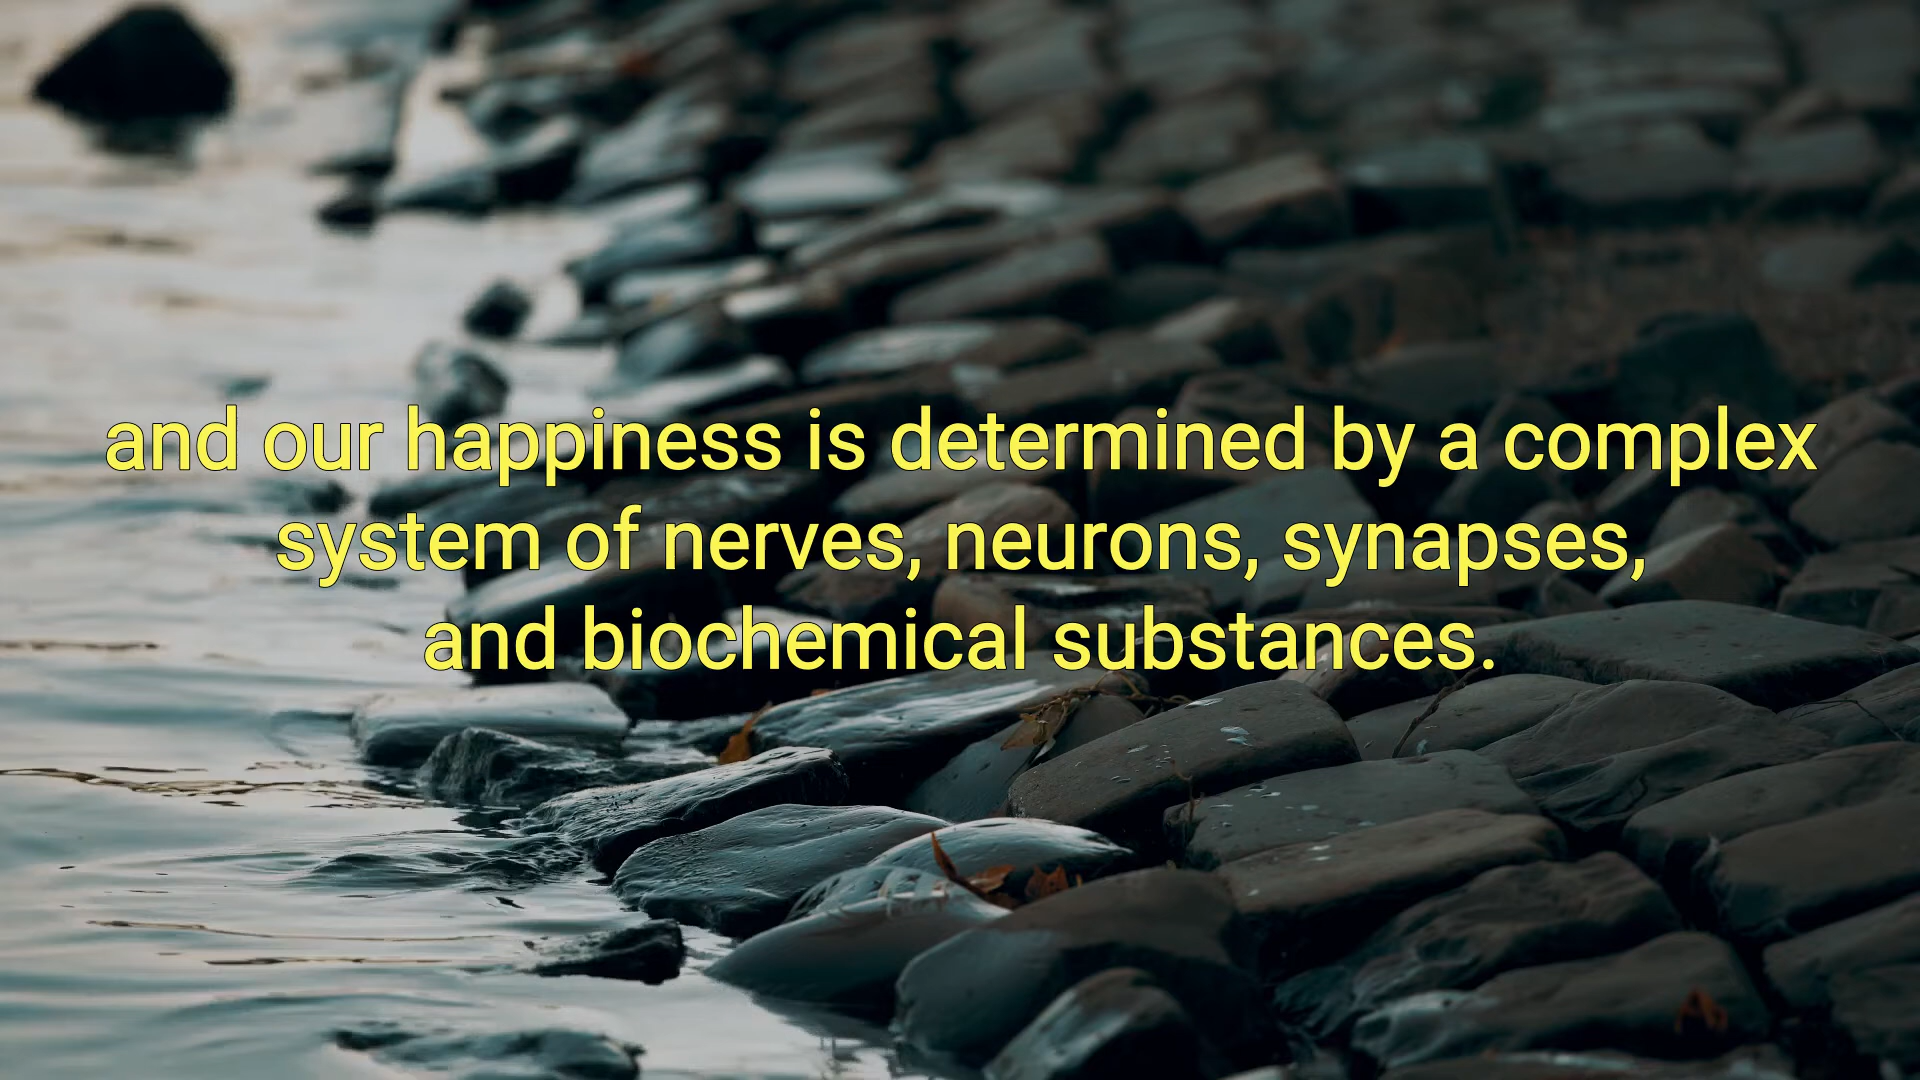 and our happiness is determined by a complex
system of nerves, neurons, synapses,
and biochemical substances.